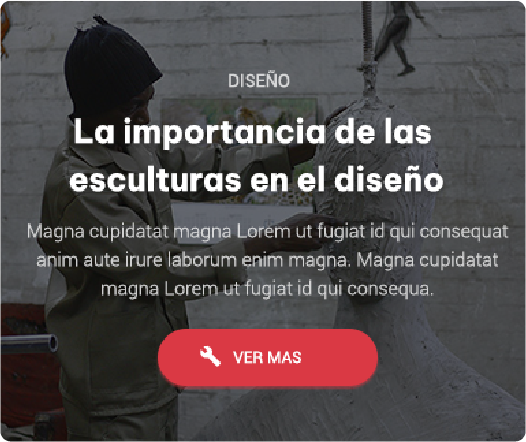 DISEÑO
La importancia de las
esculturas en el diseño
Magna cupidatat magna Lorem ut fugiat id qui consequat
anim aute irure laborum enim magna. Magna cupidatat
magna Lorem ut fugiat id qui consequa.
VER MAS